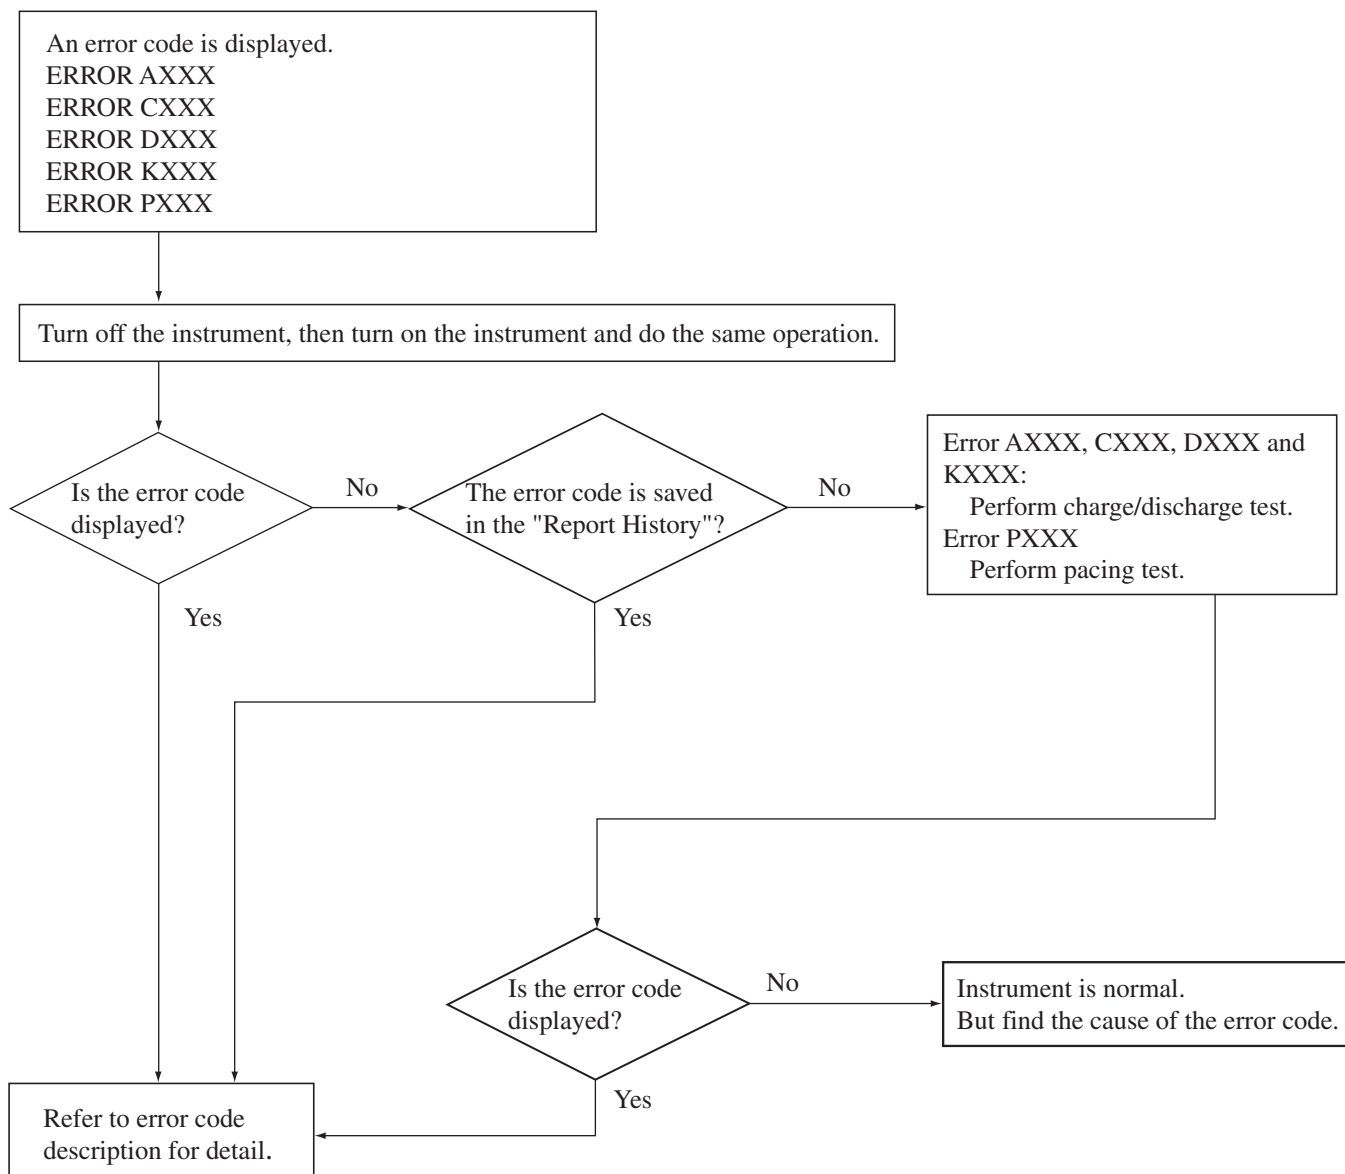 An error code is displayed.
ERROR AXXX
ERROR CXXX
ERROR DXXX
ERROR KXXX
ERROR PXXX
Turn off the instrument, then turn on the instrument and do the same operation.
Is the error code
displayed?
No
Yes
The error code is saved
in the "Report History"?
No
Yes
Error AXXX, CXXX, DXXX and
KXXX:
Perform charge/discharge test.
Error PXXX
Perform pacing test.
Is the error code
displayed?
No
Yes
Instrument is normal.
But find the cause of the error code.
Refer to error code
description for detail.